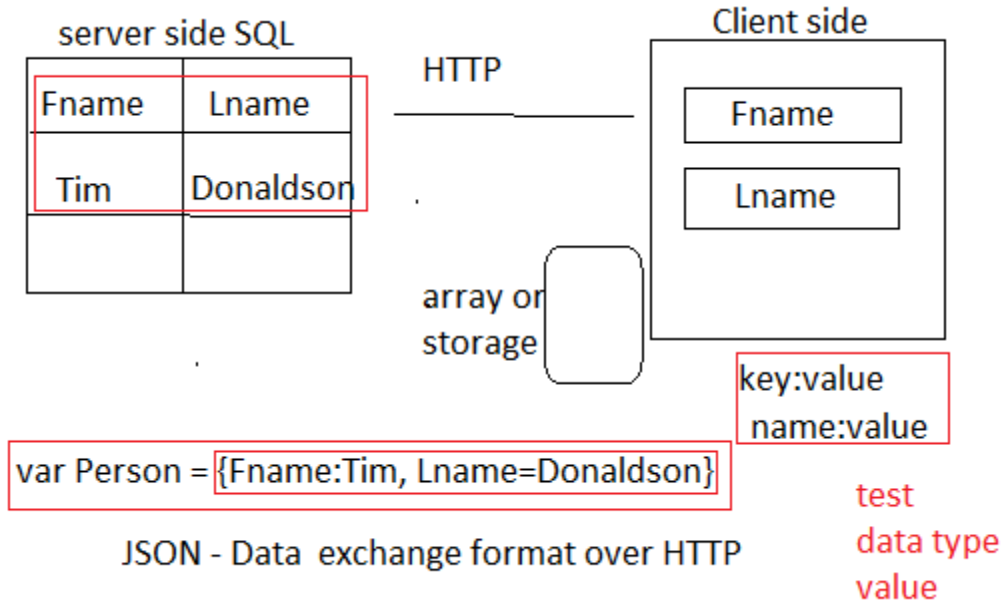 server side SQL
Client side
HTTP
Fname Lname
Tim Donaldson
Fname
Lname
array or
storage
key:value
name:value
var Person = {Fname:Tim, Lname=Donaldson}
JSON - Data exchange format over HTTP
test
data type
value